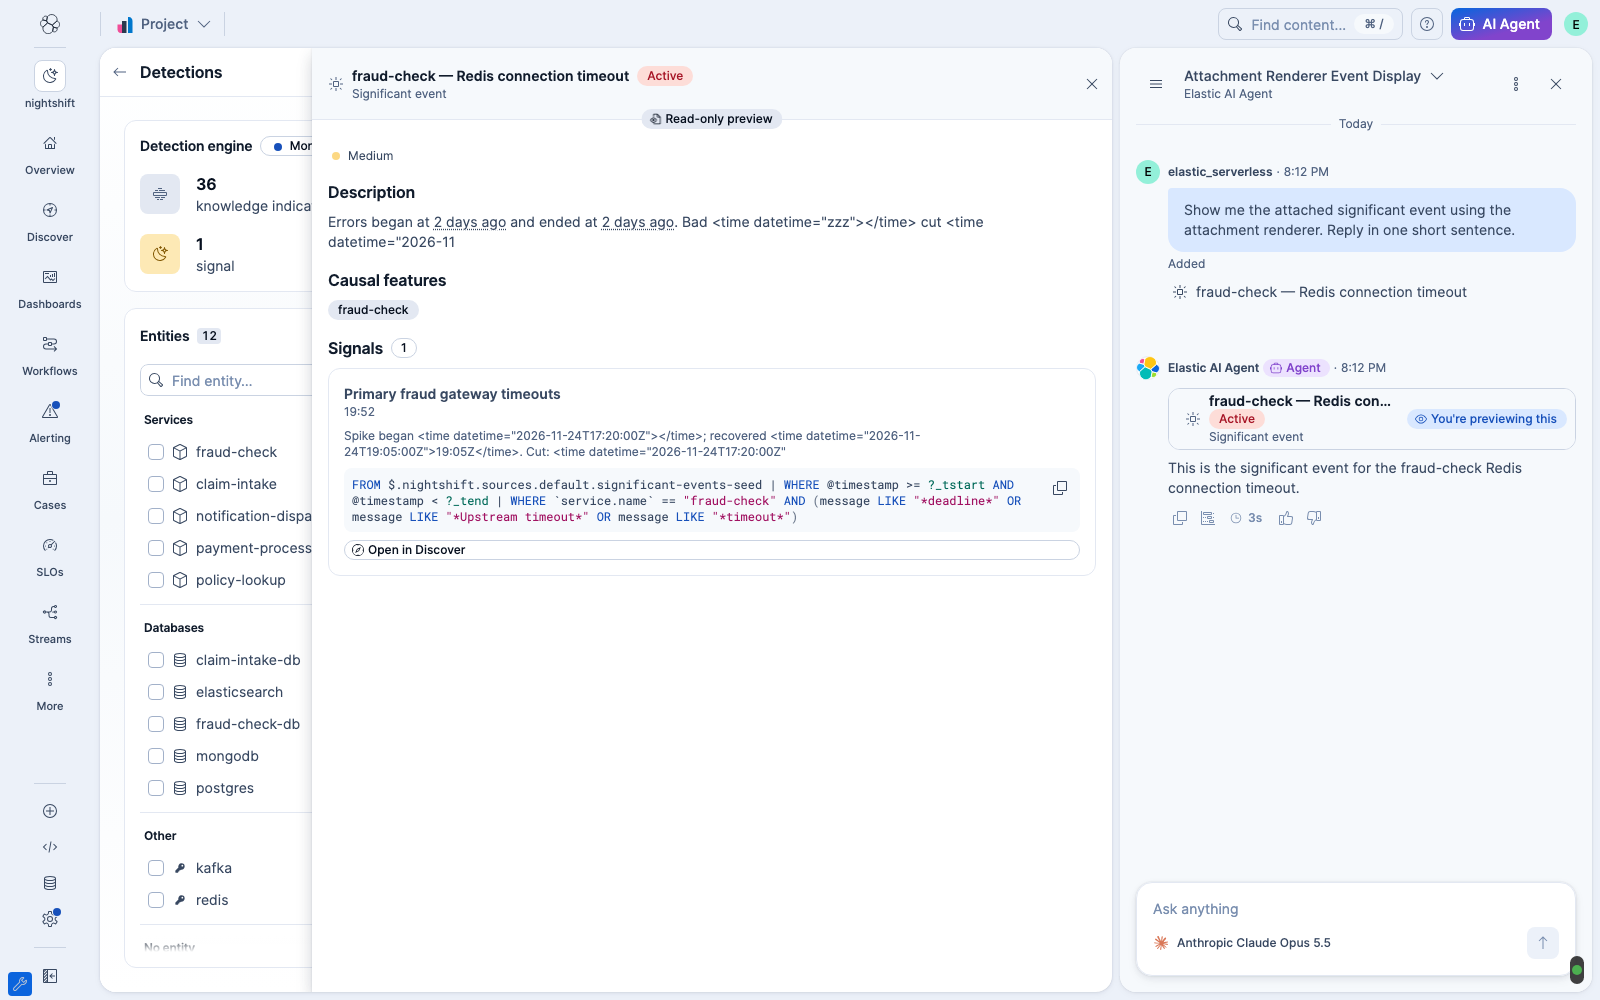 Project
Find content...
⌘ /
AI Agent
E
nightshift
Overview
Discover
Dashboards
Workflows
Alerting
Cases
SLOs
Streams
More
Detections
Detection engine
36
knowledge
1
signal
Entities 12
Find entity...
Services
fraud-check
claim-intake
payment-process
policy-lookup
Databases
claim-intake-db
elasticsearch
fraud-check-db
mongodb
postgres
Other
kafka
redis
No entity
fraud-check — Redis connection timeout Active
Significant event
Read-only preview
Medium
Description
Errors began at 2 days ago and ended at 2 days ago. Bad <time datetime="zzz"></time> cut <time
datetime="2026-11
Causal features
fraud-check
Signals 1
Primary fraud gateway timeouts
19:52
Spike began <time datetime="2026-11-24T17:20:00Z"></time>; recovered <time datetime="2026-11-
24T19:05:00Z">19:05Z</time>. Cut: <time datetime="2026-11-24T17:20:00Z"
FROM $.nightshift.sources.default.significant-events-seed | WHERE @timestamp >= ?_tstart AND
@timestamp < ?_tend | WHERE `service.name` == "fraud-check" AND (message LIKE "*deadline*" OR
message LIKE "*Upstream timeout*" OR message LIKE "*timeout*")
Open in Discover
Attachment Renderer Event Display
Elastic AI Agent
Today
E
elastic_serverless · 8:12 PM
Show me the attached significant event using the
attachment renderer. Reply in one short sentence.
Added
fraud-check — Redis connection timeout
Elastic AI Agent Agent · 8:12 PM
fraud-check — Redis con...
Active
You're previewing this
Significant event
This is the significant event for the fraud-check Redis
connection timeout.
3s
Ask anything
Anthropic Claude Opus 5.5